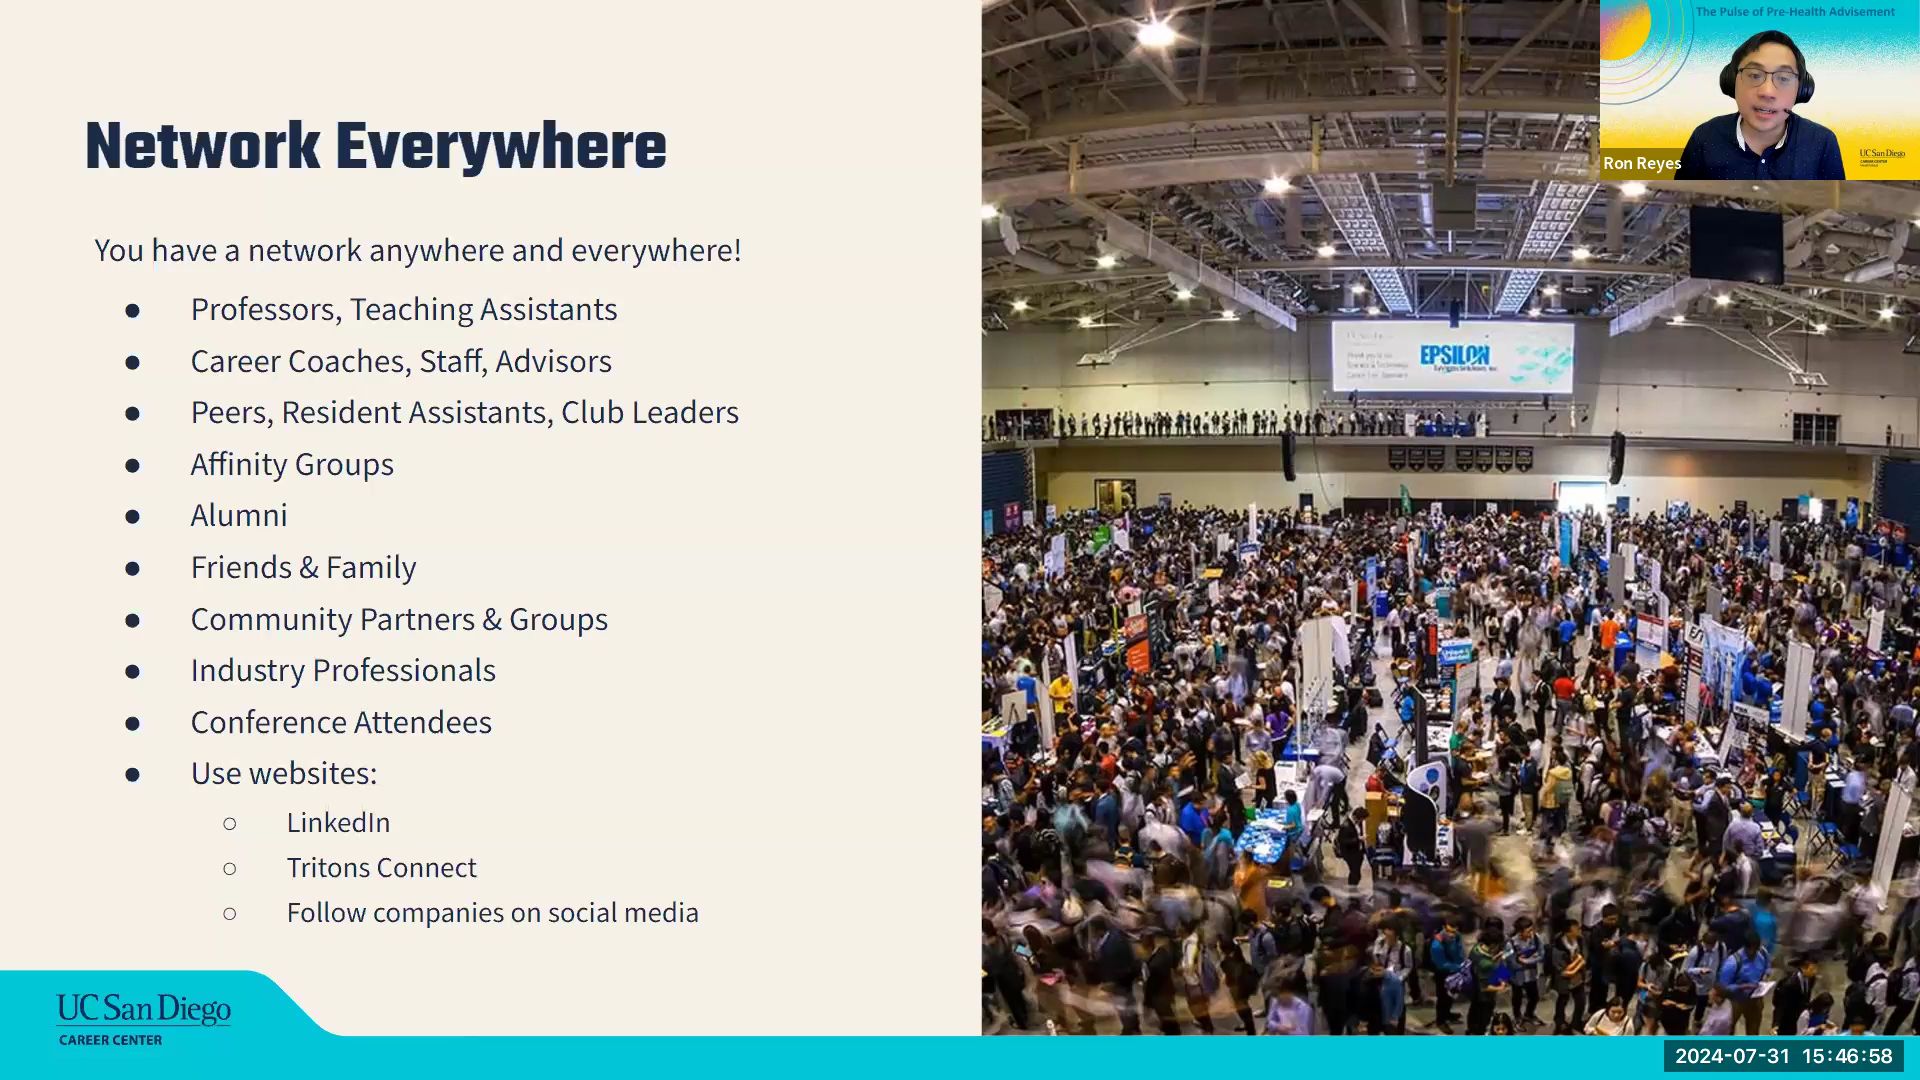 Network Everywhere
You have a network anywhere and everywhere!
● Professors, Teaching Assistants
● Career Coaches, Staff, Advisors
● Peers, Resident Assistants, Club Leaders
● Affinity Groups
● Alumni
● Friends & Family
● Community Partners & Groups
● Industry Professionals
● Conference Attendees
● Use websites:
○ LinkedIn
○ Tritons Connect
○ Follow companies on social media
UC San Diego
CAREER CENTER
The Pulse of Pre-Health Advisement
Ron Reyes
UC San Diego
CAREER CENTER
EPSILON
2024-07-31 15:46:58